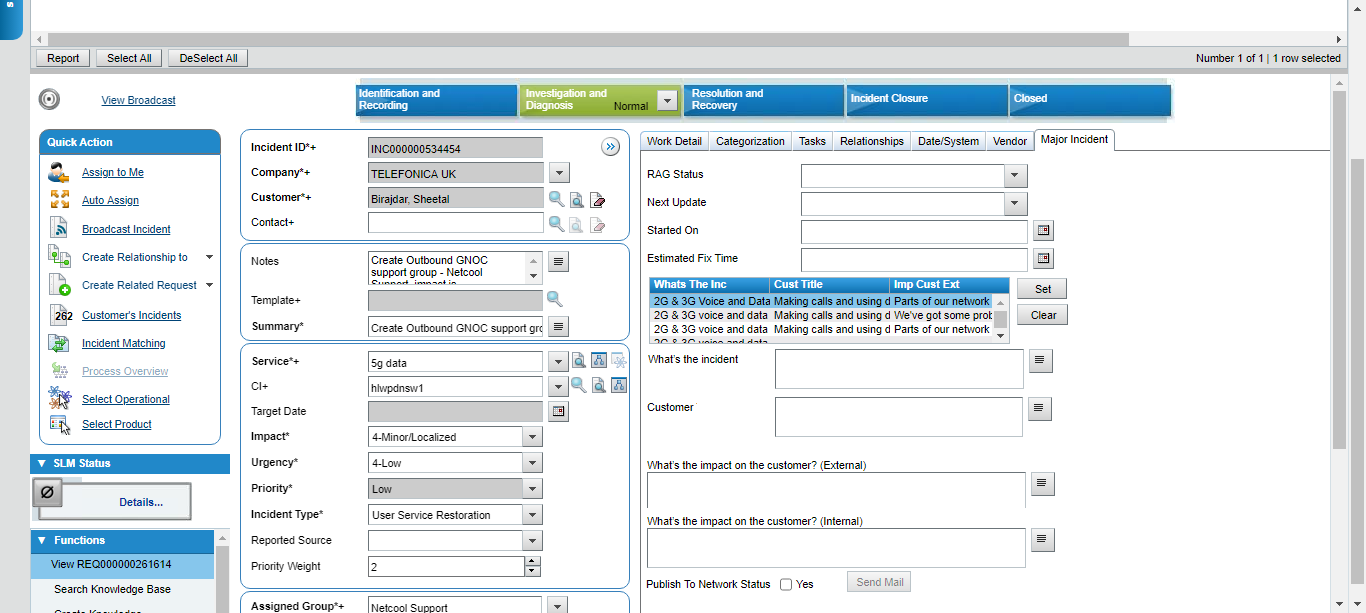 Report Select All DeSelect All Number 1 of 1 | 1 row selected
View Broadcast
Identification and Recording
Investigation and Diagnosis Normal
Resolution and Recovery
Incident Closure
Closed
Quick Action
Assign to Me
Auto Assign
Broadcast Incident
Create Relationship to
Create Related Request
262 Customer's Incidents
Incident Matching
Process Overview
Select Operational
Select Product
SLM Status
Details...
Functions
View REQ000000261614
Search Knowledge Base
Create Knowledge
Incident ID*+ INC000000534454
Company*+ TELEFONICA UK
Customer*+ Birajdar, Sheetal
Contact+
Notes Create Outbound GNOC
support group - Netcool
Support, impact is
Template+
Summary* Create Outbound GNOC support gr
Service*+ 5g data
CI+ hlwpdnsw1
Target Date
Impact* 4-Minor/Localized
Urgency* 4-Low
Priority* Low
Incident Type* User Service Restoration
Reported Source
Priority Weight 2
Assigned Group*+ Netcool Support
Work Detail Categorization Tasks Relationships Date/System Vendor Major Incident
RAG Status
Next Update
Started On
Estimated Fix Time
Whats The Inc Cust Title Imp Cust Ext
2G & 3G Voice and Data Making calls and using d Parts of our network
2G & 3G voice and data Making calls and using d We've got some prob
2G & 3G voice and data Making calls and using d Parts of our network
2G & 3G voice and data
Set
Clear
What's the incident
Customer
What's the impact on the customer? (External)
What's the impact on the customer? (Internal)
Publish To Network Status Yes Send Mail